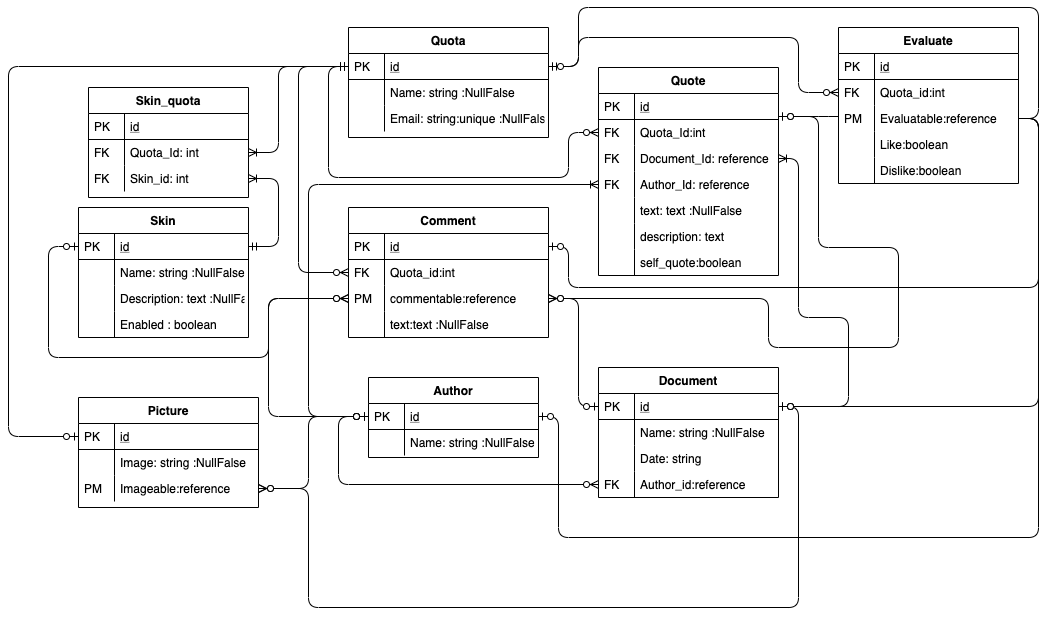 Quota
PK id
Name: string :NullFalse
Email: string:unique :NullFals
Evaluate
PK id
FK Quota_id:int
PM Evaluatable:reference
Like:boolean
Dislike:boolean
Quote
PK id
FK Quota_Id:int
FK Document_Id: reference
FK Author_Id: reference
text: text :NullFalse
description: text
self_quote:boolean
Skin_quota
PK id
FK Quota_Id: int
FK Skin_id: int
Skin
PK id
Name: string :NullFalse
Description: text :NullFa
Enabled : boolean
Comment
PK id
FK Quota_id:int
PM commentable:reference
text:text :NullFalse
Author
PK id
Name: string :NullFalse
Document
PK id
Name: string :NullFalse
Date: string
FK Author_id:reference
Picture
PK id
Image: string :NullFalse
PM Imageable:reference